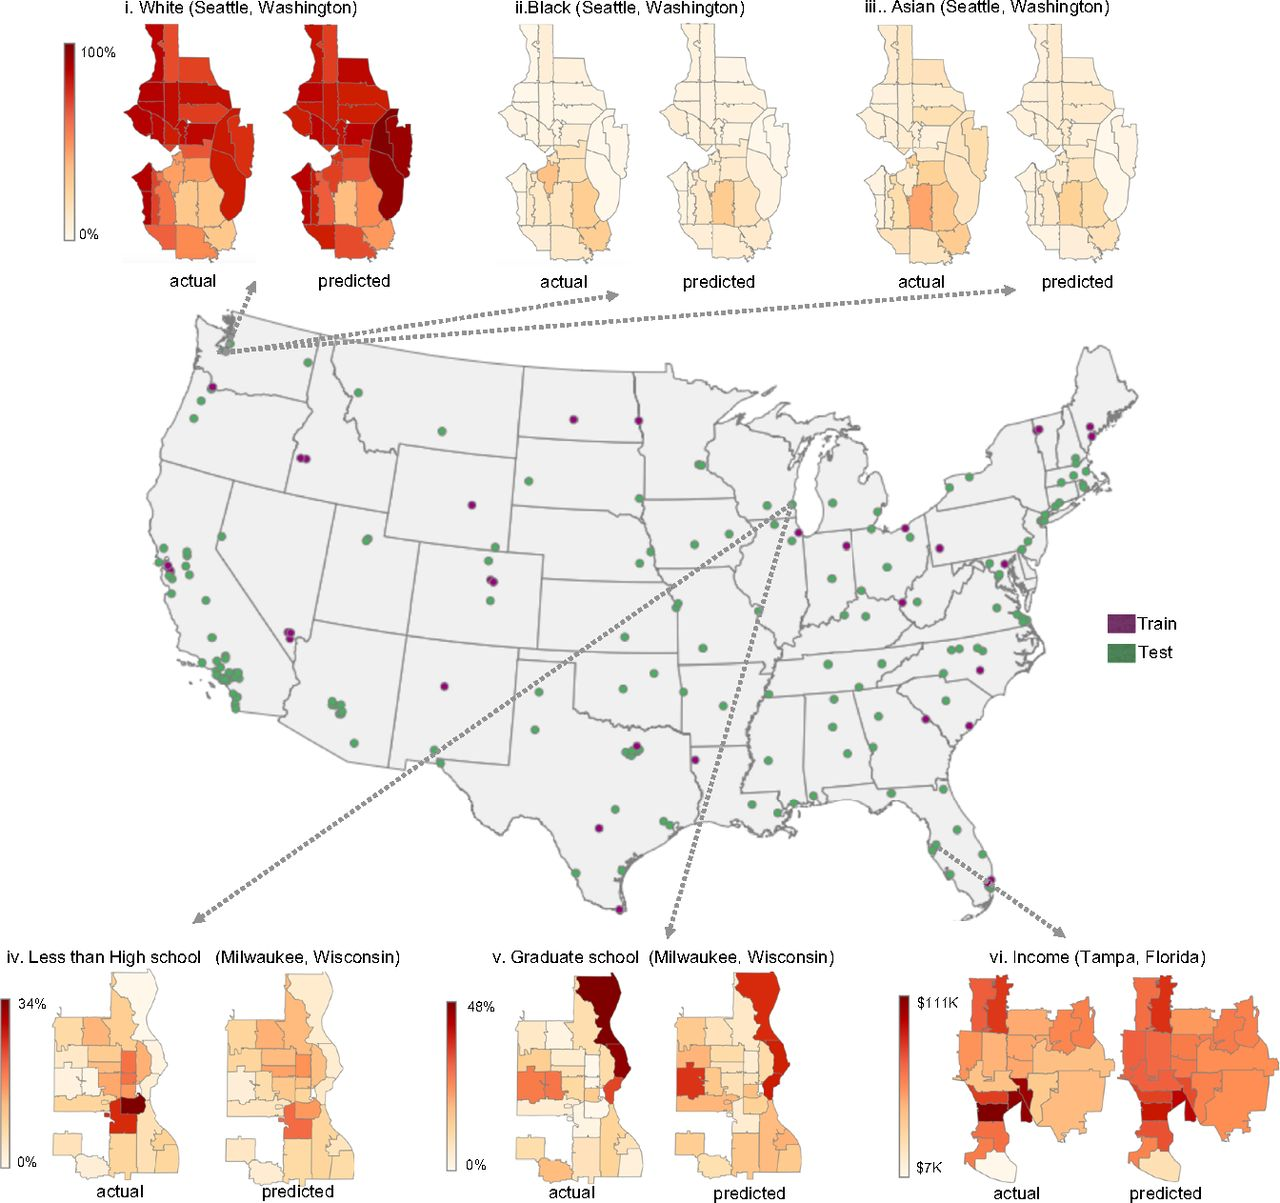 i. White (Seattle, Washington)
ii.Black (Seattle, Washington)
iii.. Asian (Seattle, Washington)
100%
0%
actual
predicted
actual
predicted
actual
predicted
Train
Test
iv. Less than High school (Milwaukee, Wisconsin)
v. Graduate school (Milwaukee, Wisconsin)
vi. Income (Tampa, Florida)
34%
0%
48%
0%
$111K
$7K
actual
predicted
actual
predicted
actual
predicted